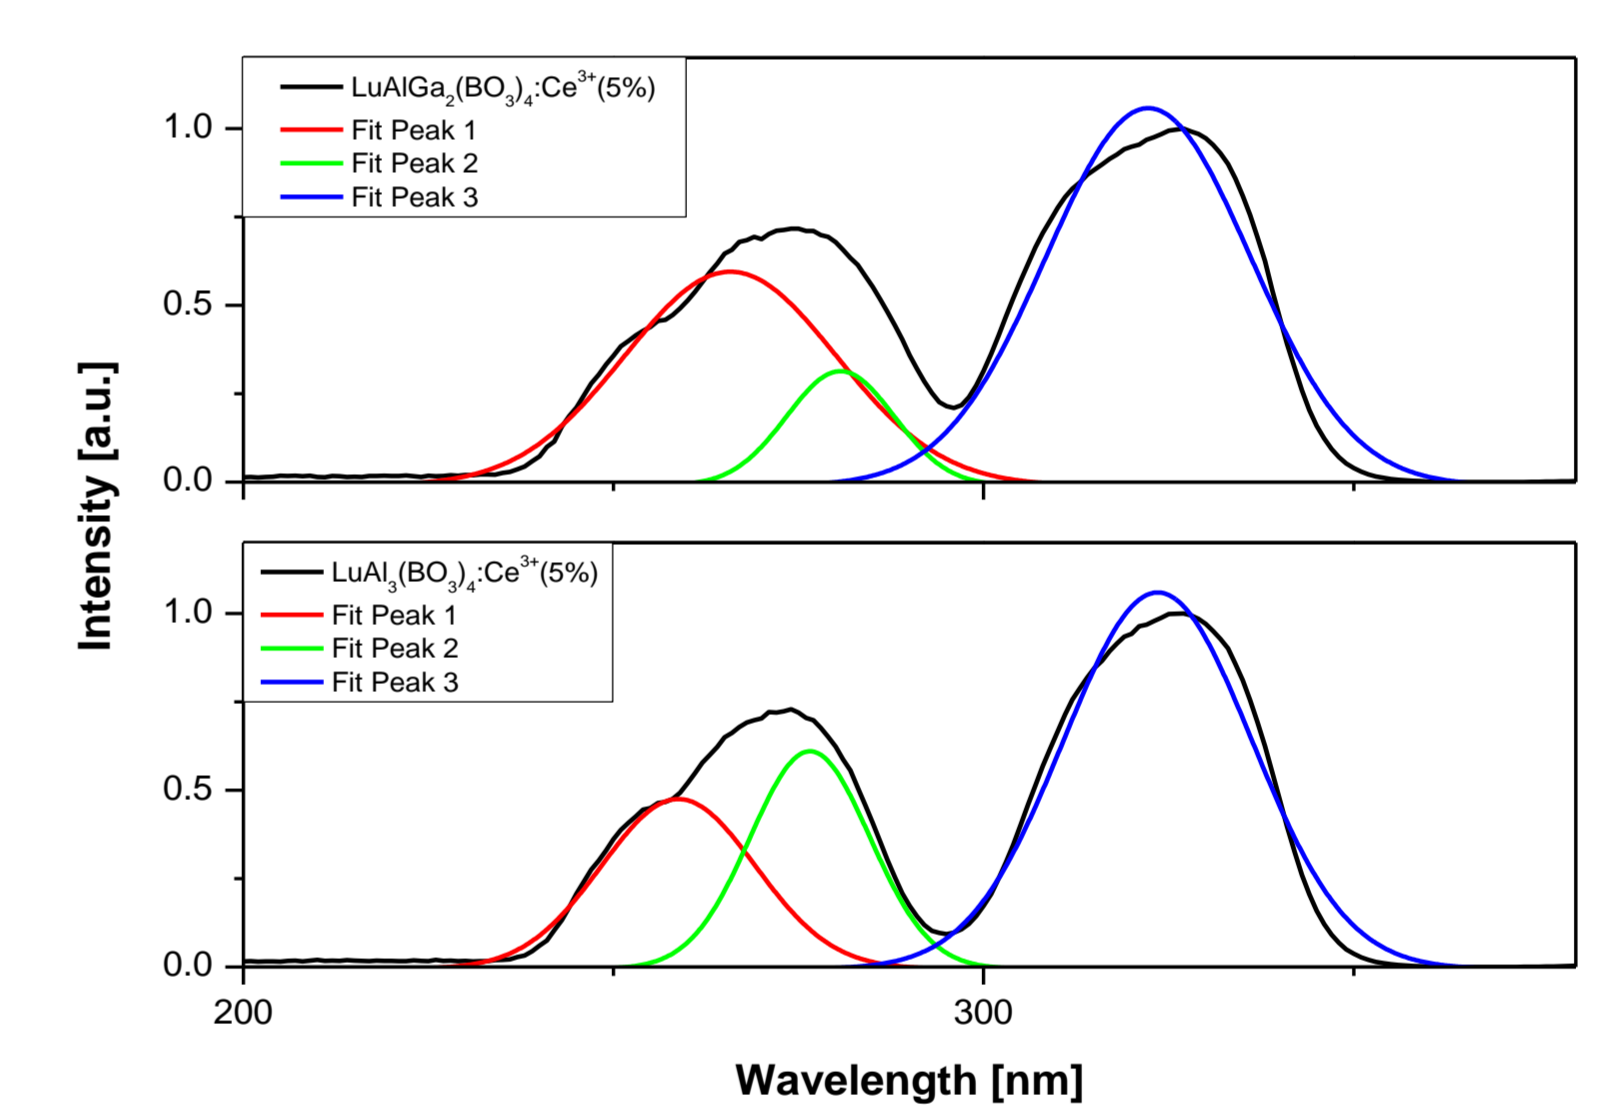 LuAlGa2(BO3)4:Ce3+(5%)
Fit Peak 1
Fit Peak 2
Fit Peak 3
1.0
0.5
0.0
Intensity [a.u.]
LuAl3(BO3)4:Ce3+(5%)
Fit Peak 1
Fit Peak 2
Fit Peak 3
1.0
0.5
0.0
200
300
Wavelength [nm]